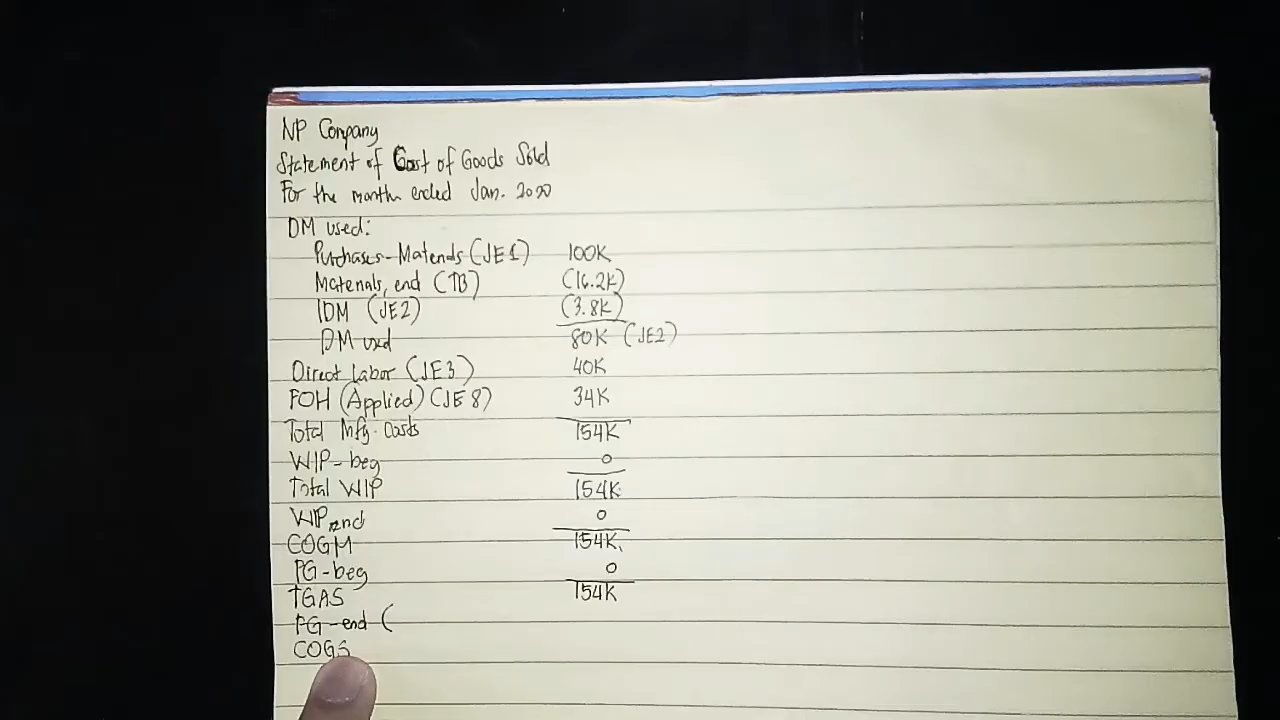 NP Company
Statement of Cost of Goods Sold
For the month ended Jan. 2020
DM used:
Purchases-Materials (JE1) 100K
Materials, end (TB) (16.2K)
IDM (JE2) (3.8K)
DM used 80K (JE2)
Direct Labor (JE3) 40K
FOH (Applied) (JE8) 34K
Total Mfg. Costs 154K
WIP-beg 0
Total WIP 154K
WIP, end 0
COGM 154K
FG-beg 0
TGAS 154K
FG-end (
COGS